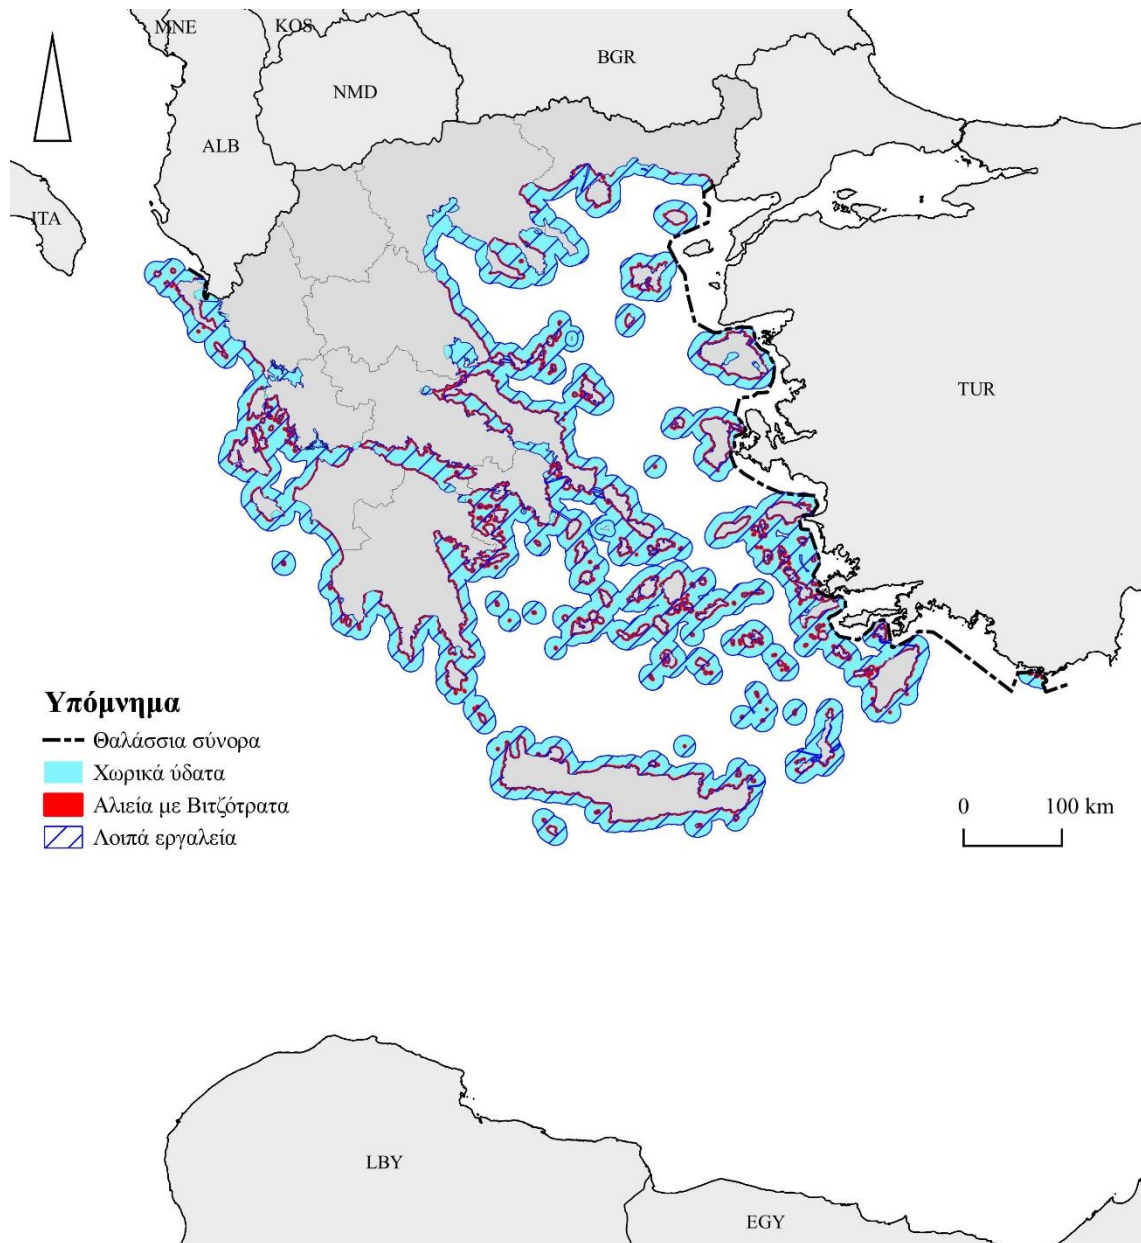 MNE
KOS
BGR
NMD
ALB
ITA
TUR
Υπόμνημα
Θαλάσσια σύνορα
Χωρικά ύδατα
Αλιεία με Βιτζότρατα
Λοιπά εργαλεία
0 100 km
LBY
EGY